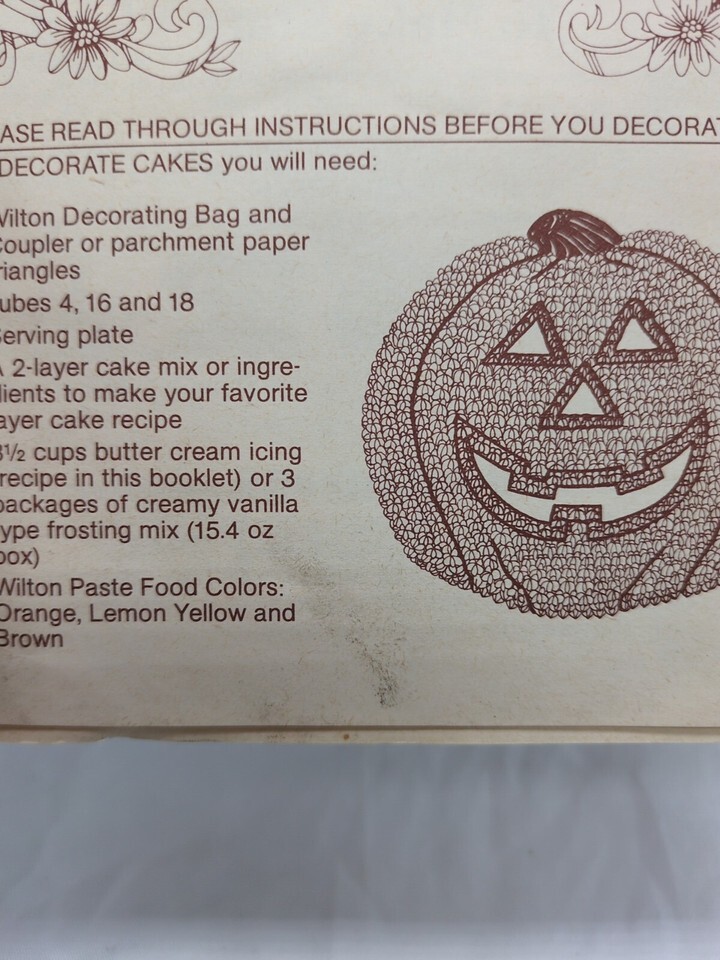 ASE READ THROUGH INSTRUCTIONS BEFORE YOU DECORAT
DECORATE CAKES you will need:
Wilton Decorating Bag and
Coupler or parchment paper
riangles
ubes 4, 16 and 18
Serving plate
A 2-layer cake mix or ingre-
dients to make your favorite
layer cake recipe
3½ cups butter cream icing
(recipe in this booklet) or 3
packages of creamy vanilla
type frosting mix (15.4 oz
box)
Wilton Paste Food Colors:
Orange, Lemon Yellow and
Brown